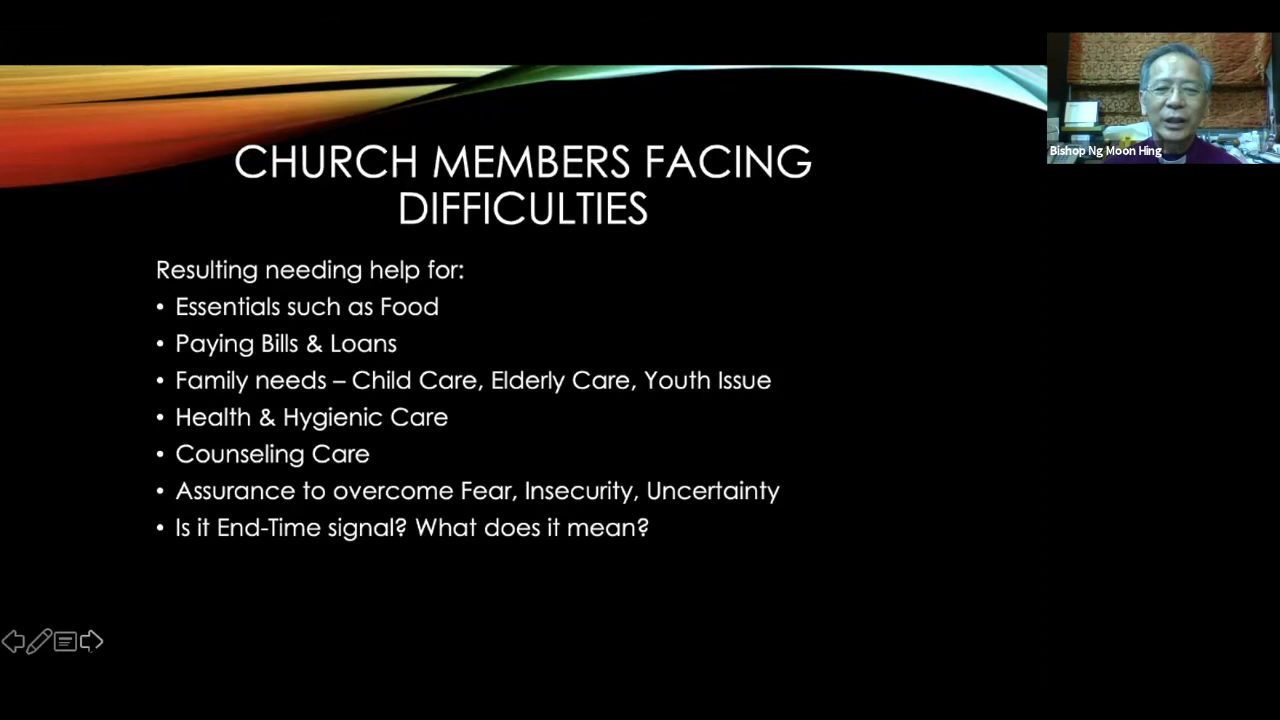 CHURCH MEMBERS FACING
DIFFICULTIES
Resulting needing help for:
• Essentials such as Food
• Paying Bills & Loans
• Family needs – Child Care, Elderly Care, Youth Issue
• Health & Hygienic Care
• Counseling Care
• Assurance to overcome Fear, Insecurity, Uncertainty
• Is it End-Time signal? What does it mean?
Bishop Ng Moon Hing